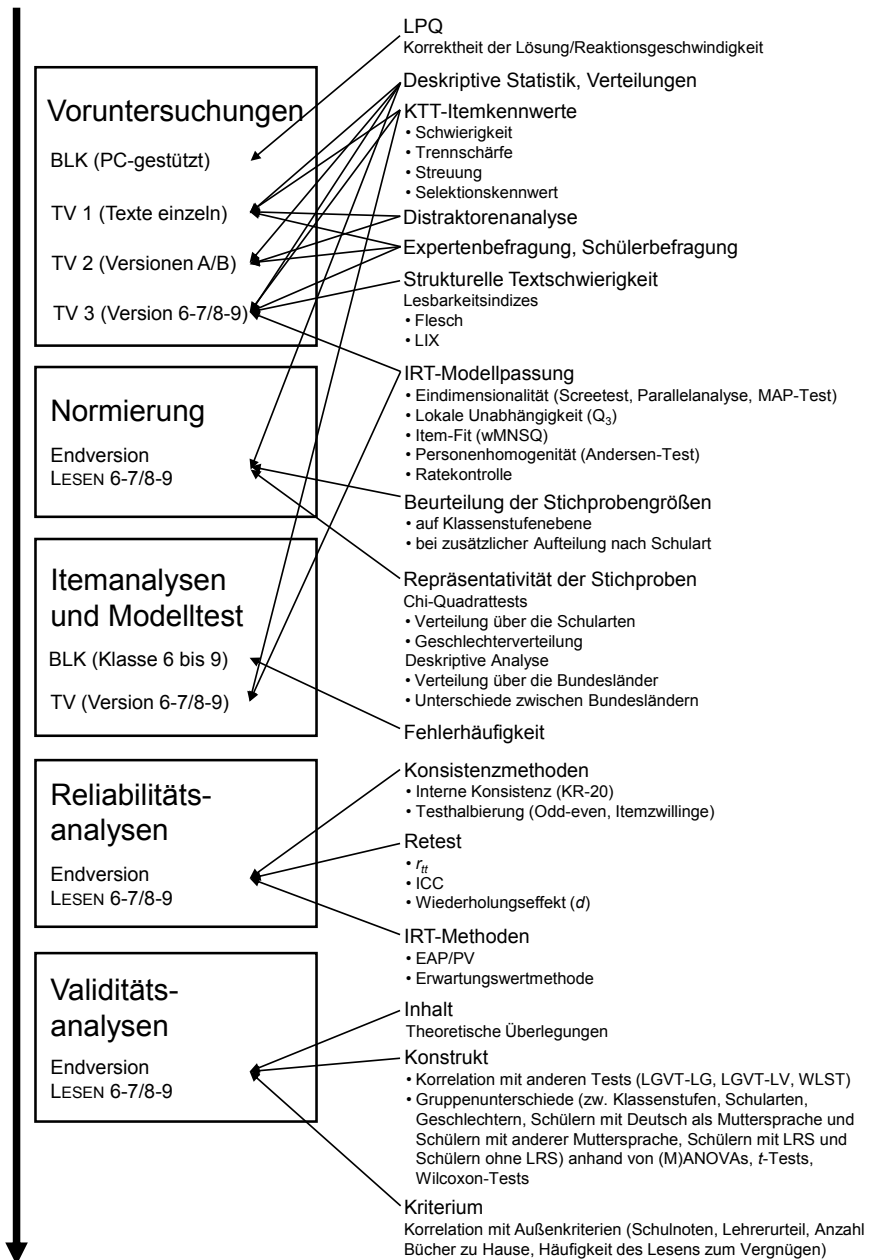 Voruntersuchungen
BLK (PC-gestützt)
TV 1 (Texte einzeln)
TV 2 (Versionen A/B)
TV 3 (Version 6-7/8-9)
Normierung
Endversion
LESEN 6-7/8-9
Itemanalysen
und Modelltest
BLK (Klasse 6 bis 9)
TV (Version 6-7/8-9)
Reliabilitäts-
analysen
Endversion
LESEN 6-7/8-9
Validitäts-
analysen
Endversion
LESEN 6-7/8-9
LPQ
Korrektheit der Lösung/Reaktionsgeschwindigkeit
Deskriptive Statistik, Verteilungen
KTT-Itemkennwerte
• Schwierigkeit
• Trennschärfe
• Streuung
• Selektionskennwert
Distraktorenanalyse
Expertenbefragung, Schülerbefragung
Strukturelle Textschwierigkeit
Lesbarkeitsindizes
• Flesch
• LIX
IRT-Modellpassung
• Eindimensionalität (Screetest, Parallelanalyse, MAP-Test)
• Lokale Unabhängigkeit (Q3)
• Item-Fit (wMNSQ)
• Personenhomogenität (Andersen-Test)
• Ratekontrolle
Beurteilung der Stichprobengrößen
• auf Klassenstufenebene
• bei zusätzlicher Aufteilung nach Schulart
Repräsentativität der Stichproben
Chi-Quadrattests
• Verteilung über die Schularten
• Geschlechterverteilung
Deskriptive Analyse
• Verteilung über die Bundesländer
• Unterschiede zwischen Bundesländern
Fehlerhäufigkeit
Konsistenzmethoden
• Interne Konsistenz (KR-20)
• Testhalbierung (Odd-even, Itemzwillinge)
Retest
• rtt
• ICC
• Wiederholungseffekt (d)
IRT-Methoden
• EAP/PV
• Erwartungswertmethode
Inhalt
Theoretische Überlegungen
Konstrukt
• Korrelation mit anderen Tests (LGVT-LG, LGVT-LV, WLST)
• Gruppenunterschiede (zw. Klassenstufen, Schularten,
Geschlechtern, Schülern mit Deutsch als Muttersprache und
Schülern mit anderer Muttersprache, Schülern mit LRS und
Schülern ohne LRS) anhand von (M)ANOVAs, t-Tests,
Wilcoxon-Tests
Kriterium
Korrelation mit Außenkriterien (Schulnoten, Lehrerurteil, Anzahl
Bücher zu Hause, Häufigkeit des Lesens zum Vergnügen)